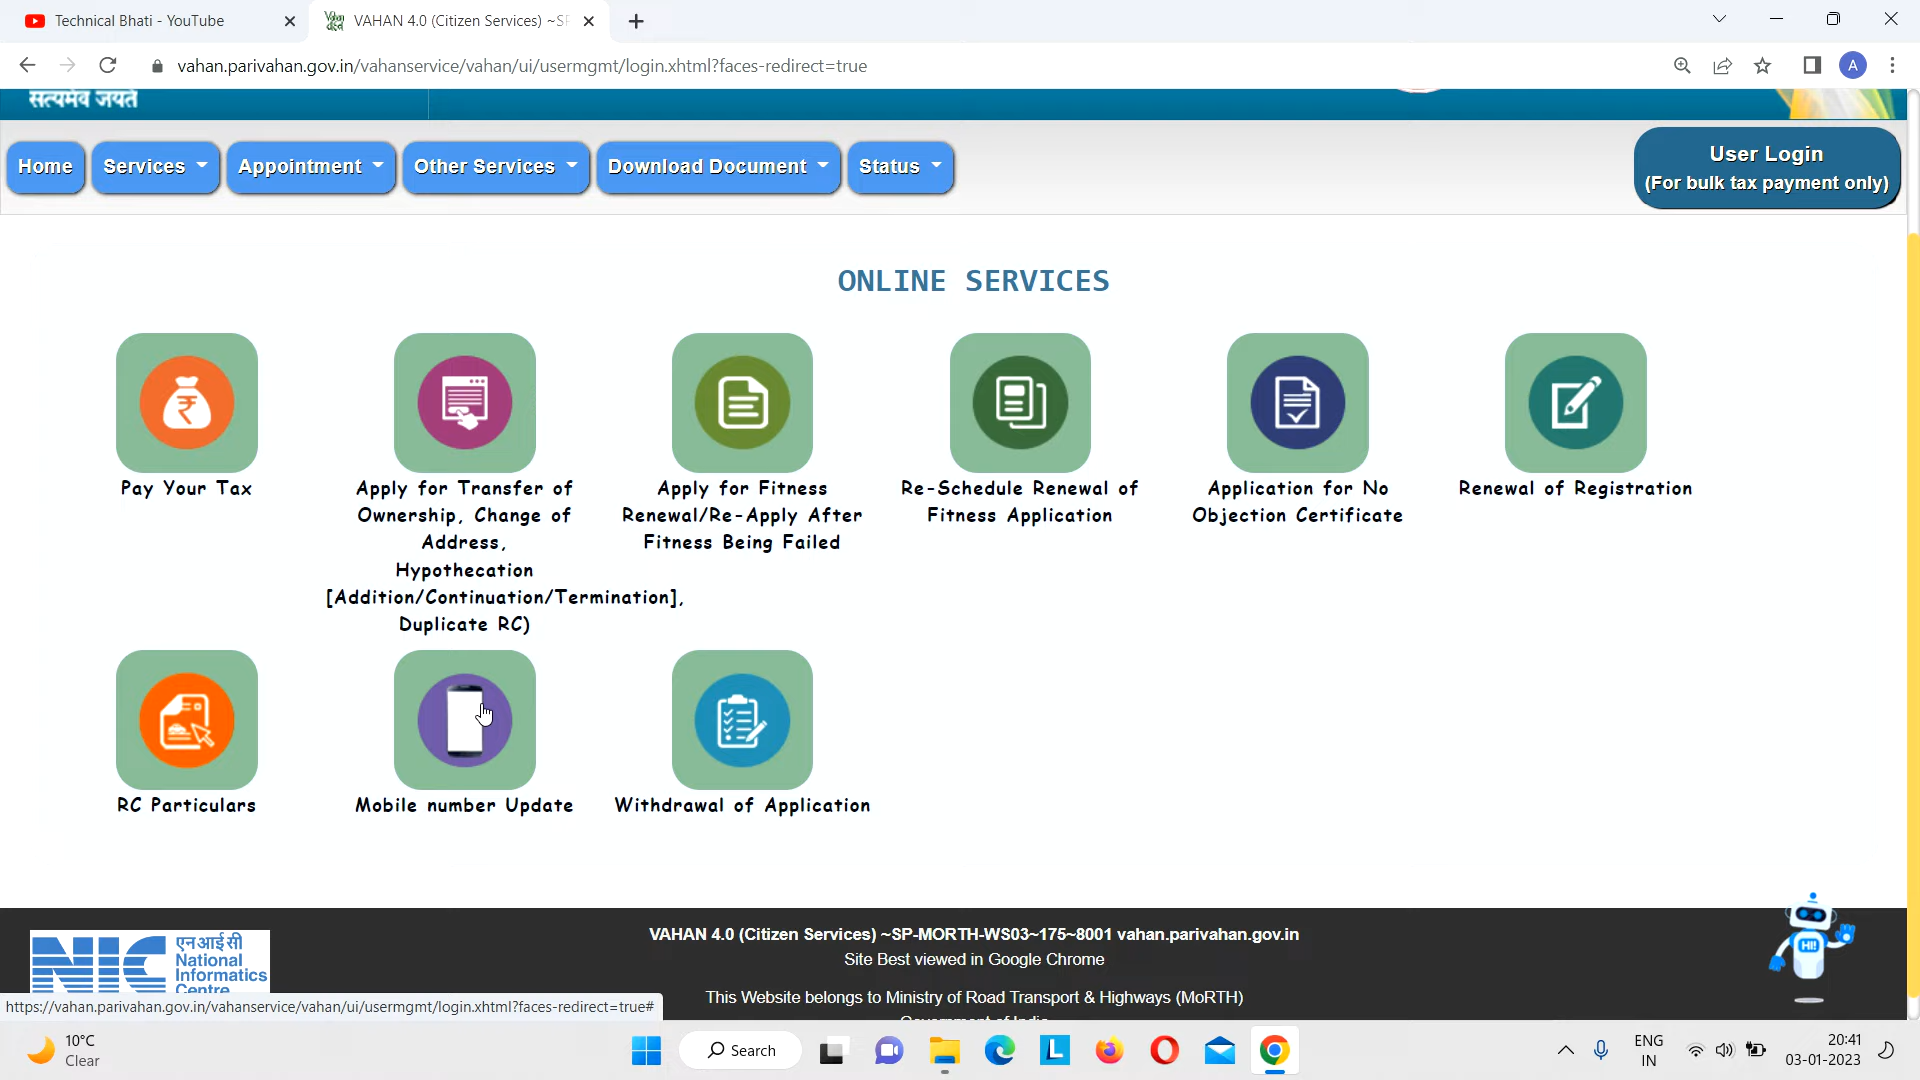 Technical Bhati - YouTube
VAHAN 4.0 (Citizen Services) ~SP
vahan.parivahan.gov.in/vahanservice/vahan/ui/usermgmt/login.xhtml?faces-redirect=true
A
सत्यमेव जयते
Home
Services
Appointment
Other Services
Download Document
Status
User Login
(For bulk tax payment only)
ONLINE SERVICES
Pay Your Tax
Apply for Transfer of
Ownership, Change of
Address,
Hypothecation
[Addition/Continuation/Termination],
Duplicate RC)
Apply for Fitness
Renewal/Re-Apply After
Fitness Being Failed
Re-Schedule Renewal of
Fitness Application
Application for No
Objection Certificate
Renewal of Registration
RC Particulars
Mobile number Update
Withdrawal of Application
HI!
NIC
एनआईसी
National
Informatics
Centre
VAHAN 4.0 (Citizen Services) ~SP-MORTH-WS03~175~8001 vahan.parivahan.gov.in
Site Best viewed in Google Chrome
This Website belongs to Ministry of Road Transport & Highways (MoRTH)
Government of India
https://vahan.parivahan.gov.in/vahanservice/vahan/ui/usermgmt/login.xhtml?faces-redirect=true#
10°C
Clear
Search
L
ENG
IN
20:41
03-01-2023